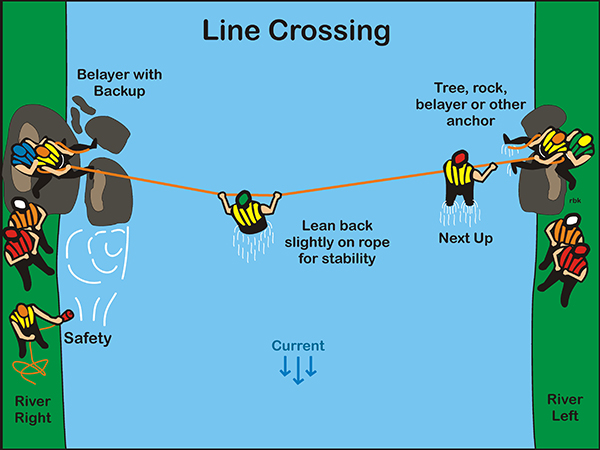 Line Crossing
Belayer with
Backup
Tree, rock,
belayer or other
anchor
rbk
Lean back
slightly on rope
for stability
Next Up
Safety
Current
River
Right
River
Left